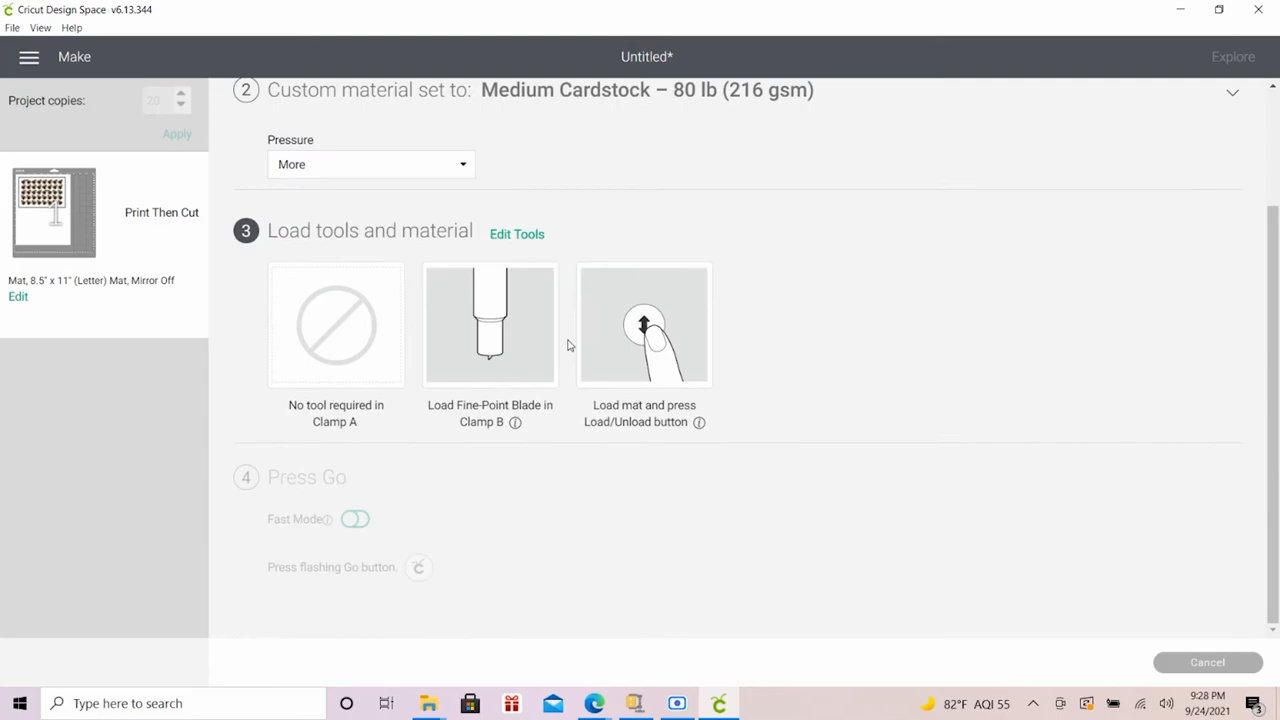 Cricut Design Space v6.13.344
File View Help
Make
Untitled*
Explore
Project copies: 20
Apply
Print Then Cut
Mat, 8.5" x 11" (Letter) Mat, Mirror Off
Edit
2 Custom material set to: Medium Cardstock – 80 lb (216 gsm)
Pressure
More
3 Load tools and material Edit Tools
No tool required in
Clamp A
Load Fine-Point Blade in
Clamp B
Load mat and press
Load/Unload button
4 Press Go
Fast Mode
Press flashing Go button.
Cancel
Type here to search
82°F AQI 55
9:28 PM
9/24/2021
3